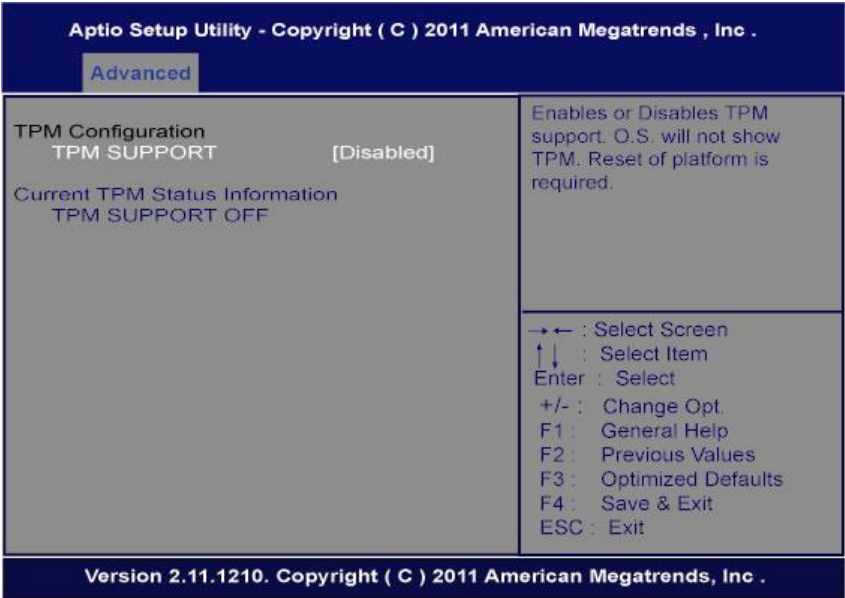 Aptio Setup Utility - Copyright ( C ) 2011 American Megatrends , Inc .
Advanced
TPM Configuration
TPM SUPPORT [Disabled]
Current TPM Status Information
TPM SUPPORT OFF
Enables or Disables TPM
support. O.S. will not show
TPM. Reset of platform is
required.
→← : Select Screen
↑↓ : Select Item
Enter : Select
+/- : Change Opt.
F1 : General Help
F2 : Previous Values
F3 : Optimized Defaults
F4 : Save & Exit
ESC : Exit
Version 2.11.1210. Copyright ( C ) 2011 American Megatrends, Inc .